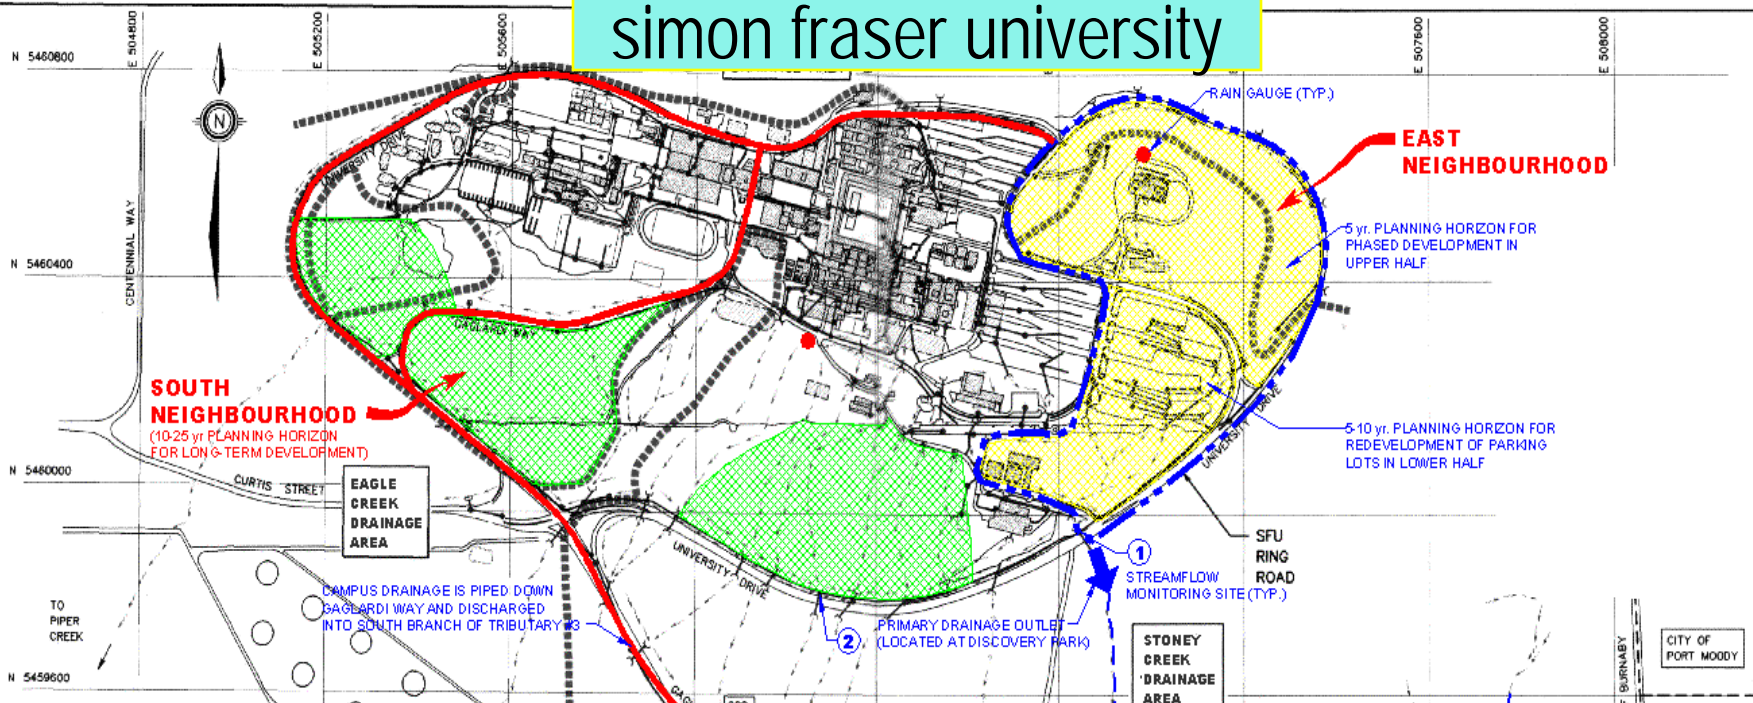 simon fraser university
N 5460800
E 504800
E 505200
E 505600
E 507600
E 508000
RAIN GAUGE (TYP.)
N
EAST
NEIGHBOURHOOD
UNIVERSITY DRIVE
CENTENNIAL WAY
5 yr. PLANNING HORIZON FOR
PHASED DEVELOPMENT IN
UPPER HALF
N 5460400
GAGLARDI WAY
SOUTH
NEIGHBOURHOOD
(10-25 yr PLANNING HORIZON
FOR LONG-TERM DEVELOPMENT)
5-10 yr. PLANNING HORIZON FOR
REDEVELOPMENT OF PARKING
LOTS IN LOWER HALF
UNIVERSITY DRIVE
N 5460000
CURTIS STREET
EAGLE
CREEK
DRAINAGE
AREA
SFU
RING
ROAD
UNIVERSITY DRIVE
1
STREAMFLOW
MONITORING SITE (TYP.)
CAMPUS DRAINAGE IS PIPED DOWN
GAGLARDI WAY AND DISCHARGED
INTO SOUTH BRANCH OF TRIBUTARY #3
TO
PIPER
CREEK
2
PRIMARY DRAINAGE OUTLET
(LOCATED AT DISCOVERY PARK)
STONEY
CREEK
DRAINAGE
AREA
BURNABY
CITY OF
PORT MOODY
N 5459600